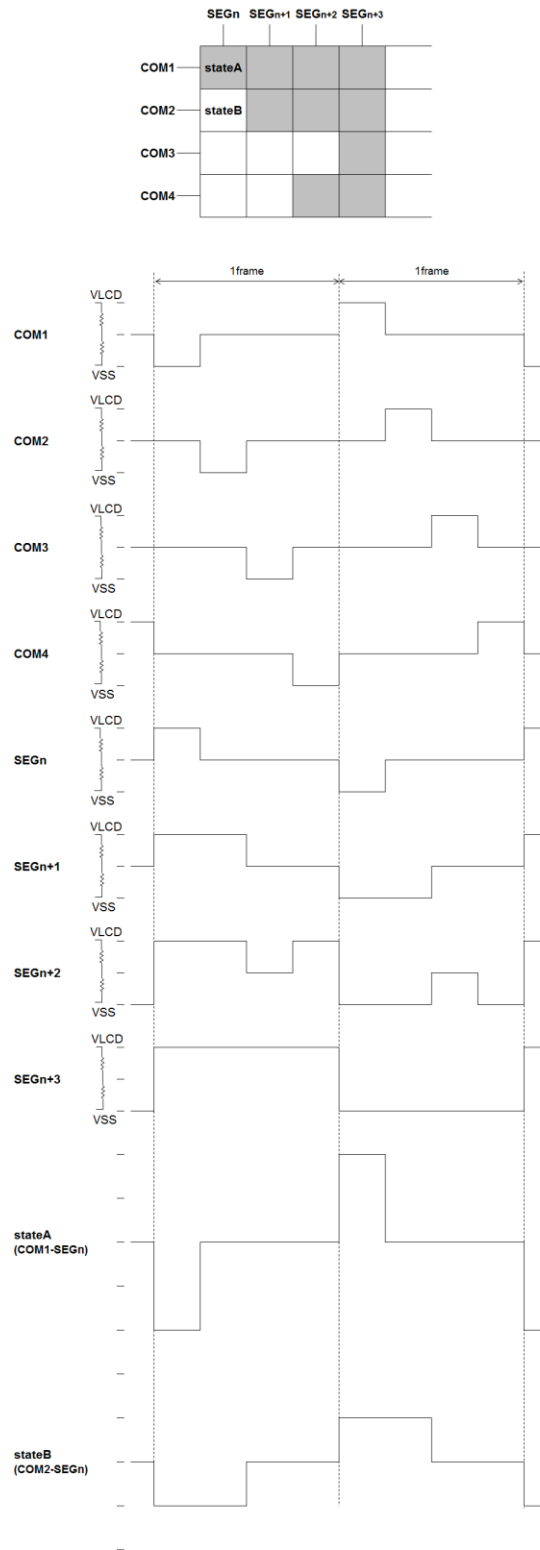 SEGn SEGn+1 SEGn+2 SEGn+3
COM1 stateA
COM2 stateB
COM3
COM4
1frame 1frame
VLCD
COM1
VSS
VLCD
COM2
VSS
VLCD
COM3
VSS
VLCD
COM4
VSS
VLCD
SEGn
VSS
VLCD
SEGn+1
VSS
VLCD
SEGn+2
VSS
VLCD
SEGn+3
VSS
stateA
(COM1-SEGn)
stateB
(COM2-SEGn)